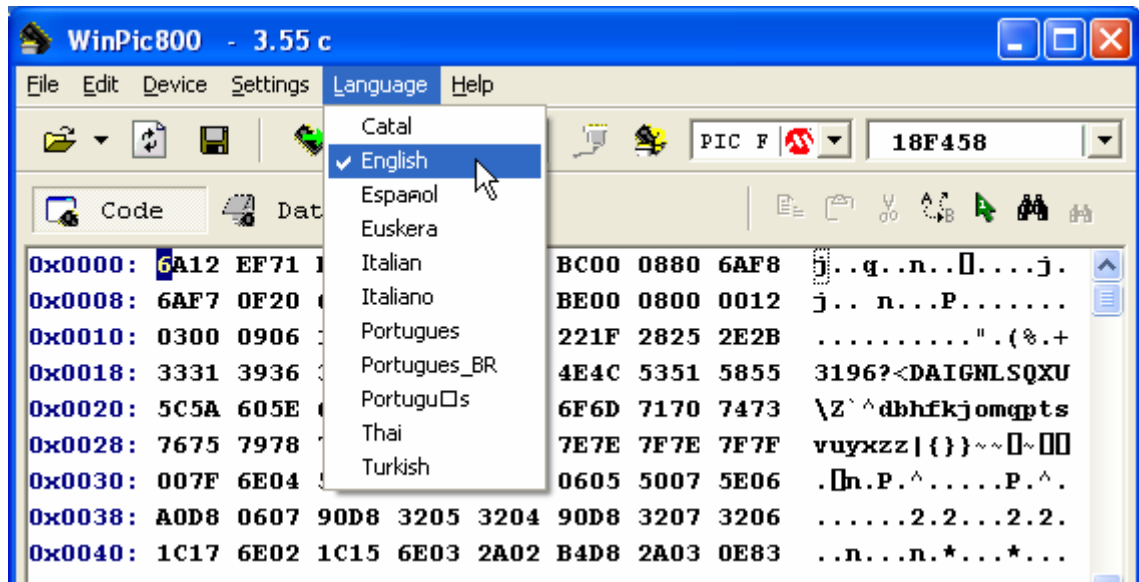 WinPic800 - 3.55 c
File Edit Device Settings Language Help
PIC F 18F458
Catal
English
Espaňol
Euskera
Italian
Italiano
Portugues
Portugues_BR
Portugu□s
Thai
Turkish
Code Dat
0x0000: 6A12 EF71 BC00 0880 6AF8 j..q..n..▯....j.
0x0008: 6AF7 0F20 BE00 0800 0012 j.. n...P.......
0x0010: 0300 0906 221F 2825 2E2B ..........".(%.+
0x0018: 3331 3936 4E4C 5351 5855 3196?<DAIGNLSQXU
0x0020: 5C5A 605E 6F6D 7170 7473 \Z`^dbhfkjomqpts
0x0028: 7675 7978 7E7E 7F7E 7F7F vuyxzz|{}}~~▯~▯▯
0x0030: 007F 6E04 0605 5007 5E06 .▯n.P.^.....P.^.
0x0038: A0D8 0607 90D8 3205 3204 90D8 3207 3206 ......2.2...2.2.
0x0040: 1C17 6E02 1C15 6E03 2A02 B4D8 2A03 0E83 ..n...n.*...*...